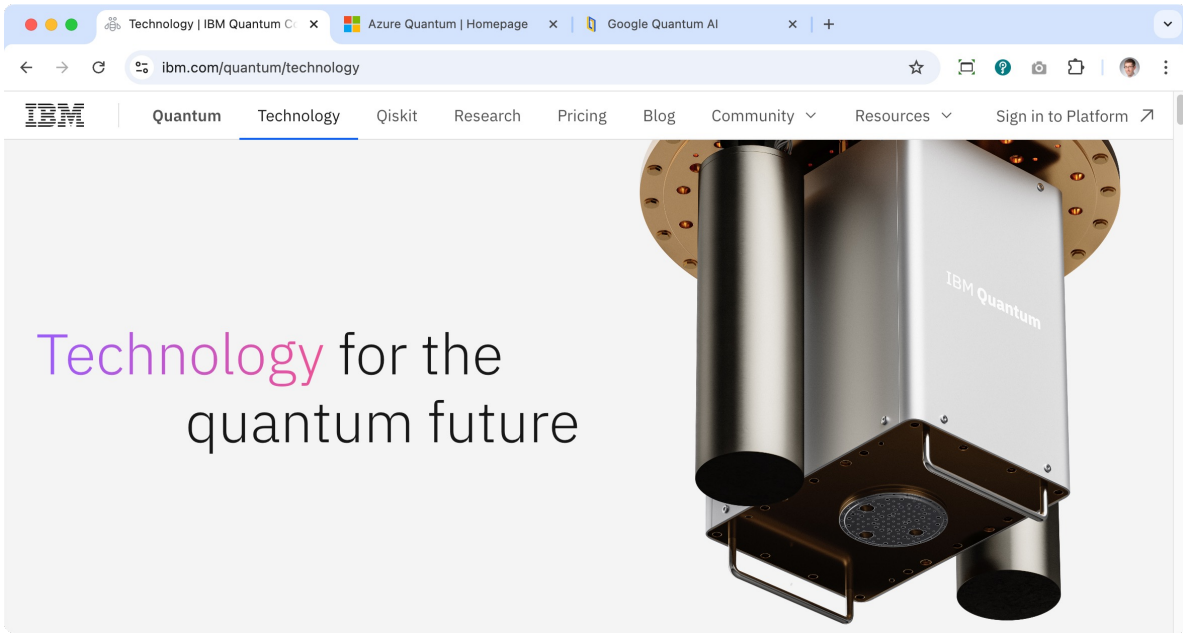 Technology | IBM Quantum Co
Azure Quantum | Homepage
Google Quantum AI
ibm.com/quantum/technology
IBM
Quantum
Technology
Qiskit
Research
Pricing
Blog
Community
Resources
Sign in to Platform
IBM Quantum
Technology for the
quantum future